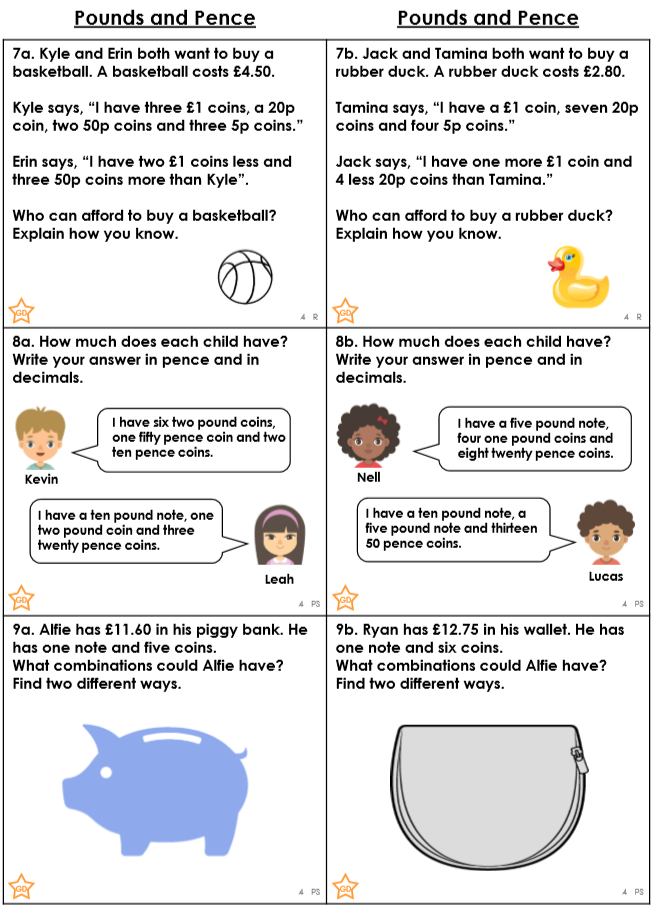 Pounds and Pence
7a. Kyle and Erin both want to buy a
basketball. A basketball costs £4.50.
Kyle says, “I have three £1 coins, a 20p
coin, two 50p coins and three 5p coins.”
Erin says, “I have two £1 coins less and
three 50p coins more than Kyle”.
Who can afford to buy a basketball?
Explain how you know.
GD
4 R
Pounds and Pence
7b. Jack and Tamina both want to buy a
rubber duck. A rubber duck costs £2.80.
Tamina says, “I have a £1 coin, seven 20p
coins and four 5p coins.”
Jack says, “I have one more £1 coin and
4 less 20p coins than Tamina.”
Who can afford to buy a rubber duck?
Explain how you know.
GD
4 R
8a. How much does each child have?
Write your answer in pence and in
decimals.
I have six two pound coins,
one fifty pence coin and two
ten pence coins.
Kevin
I have a ten pound note, one
two pound coin and three
twenty pence coins.
Leah
GD
4 PS
8b. How much does each child have?
Write your answer in pence and in
decimals.
I have a five pound note,
four one pound coins and
eight twenty pence coins.
Nell
I have a ten pound note, a
five pound note and thirteen
50 pence coins.
Lucas
GD
4 PS
9a. Alfie has £11.60 in his piggy bank. He
has one note and five coins.
What combinations could Alfie have?
Find two different ways.
GD
4 PS
9b. Ryan has £12.75 in his wallet. He has
one note and six coins.
What combinations could Alfie have?
Find two different ways.
GD
4 PS